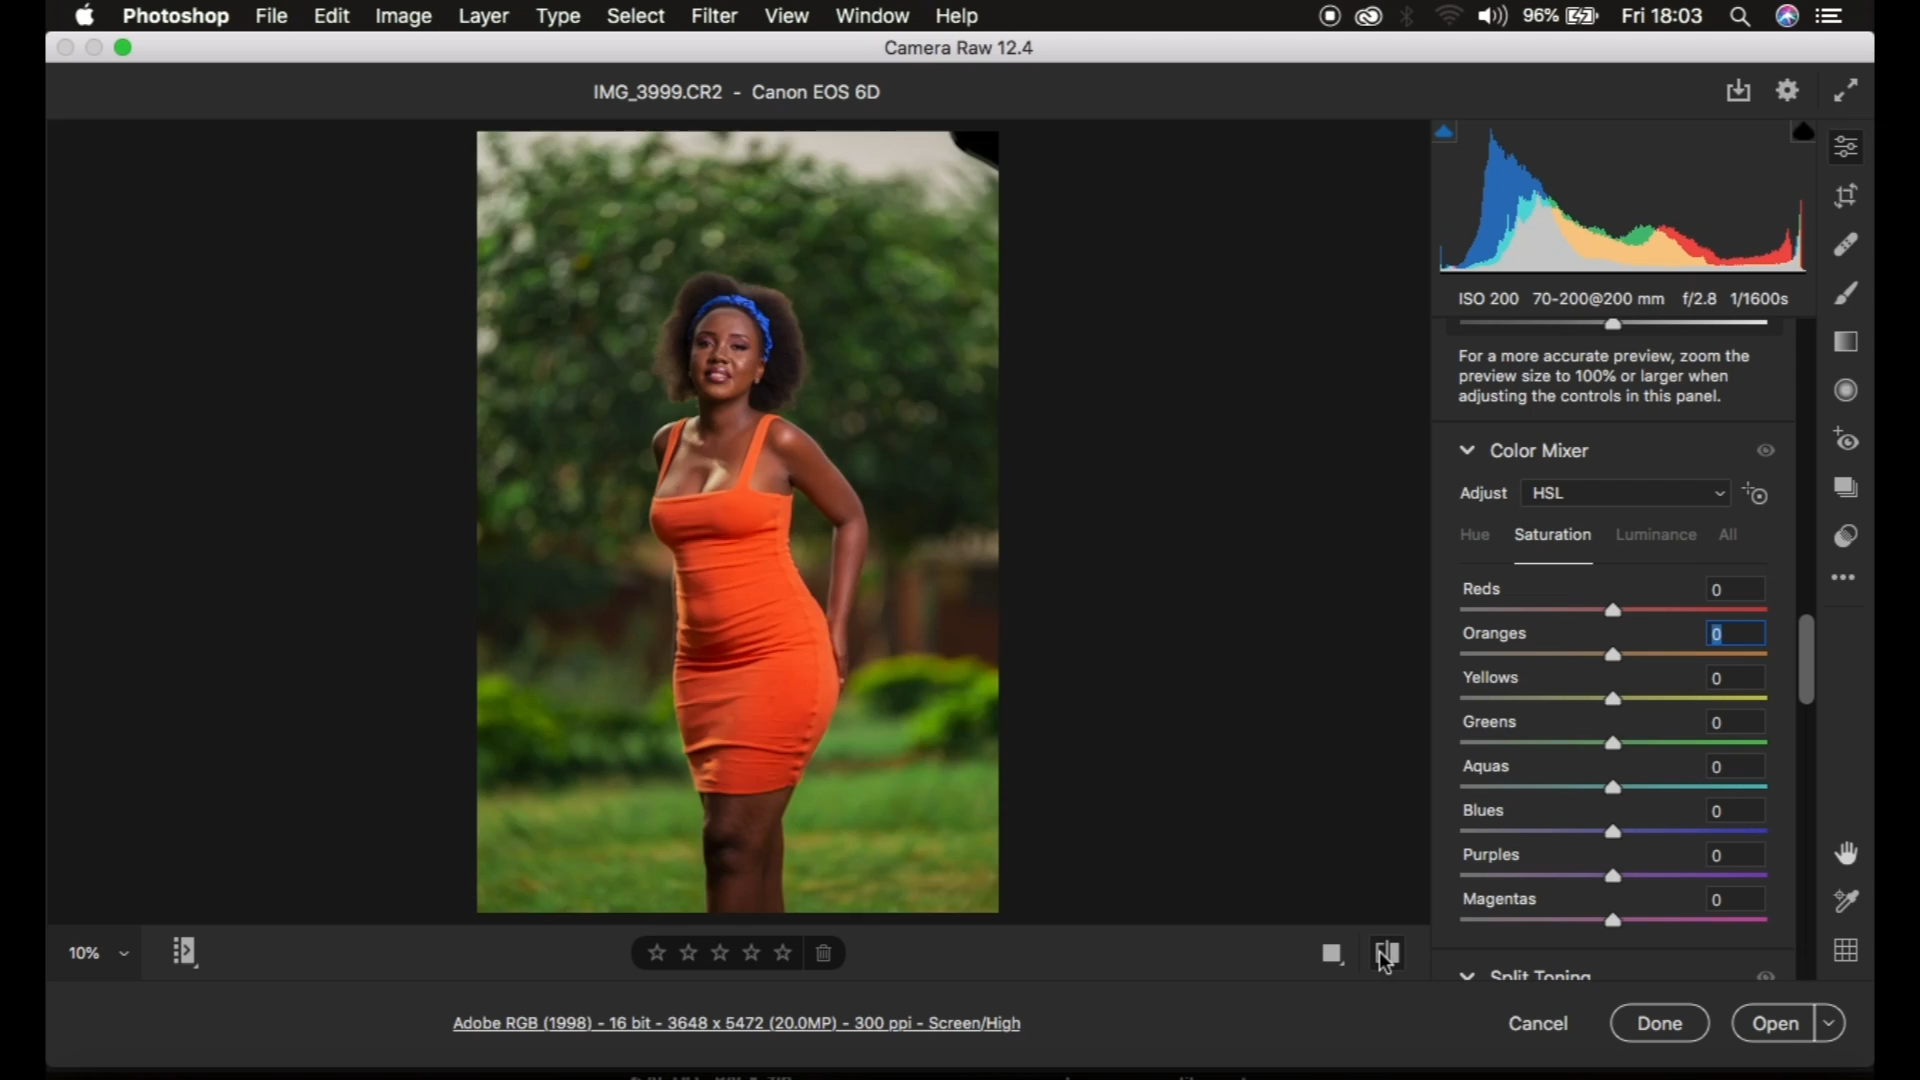 Photoshop File Edit Image Layer Type Select Filter View Window Help 96% Fri 18:03
Camera Raw 12.4
IMG_3999.CR2 - Canon EOS 6D
ISO 200 70-200@200 mm f/2.8 1/1600s
For a more accurate preview, zoom the
preview size to 100% or larger when
adjusting the controls in this panel.
Color Mixer
Adjust HSL
Hue Saturation Luminance All
Reds 0
Oranges 0
Yellows 0
Greens 0
Aquas 0
Blues 0
Purples 0
Magentas 0
Split Toning
10%
Adobe RGB (1998) - 16 bit - 3648 x 5472 (20.0MP) - 300 ppi - Screen/High
Cancel Done Open